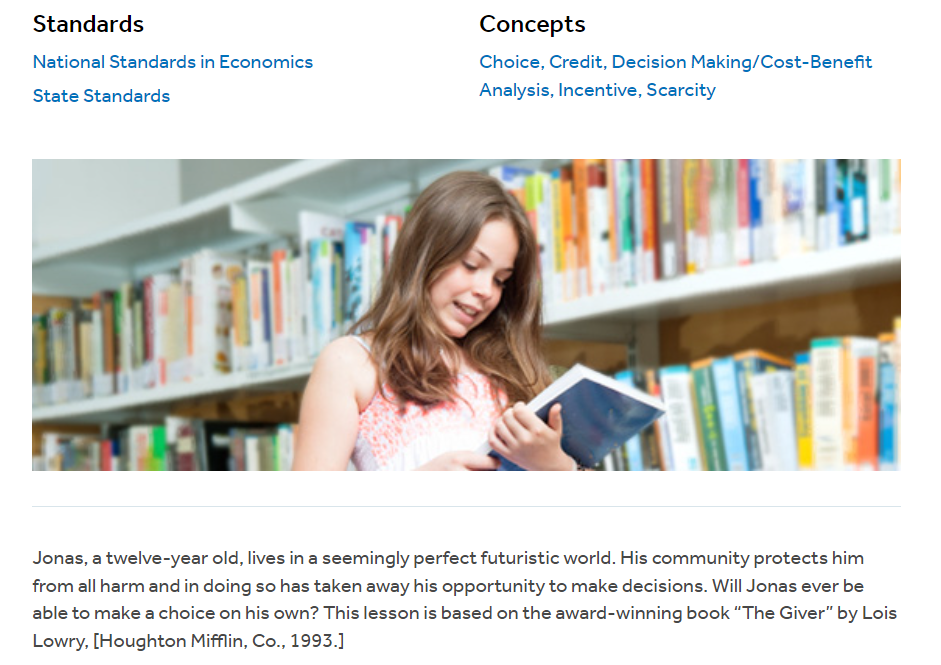 Standards
National Standards in Economics
State Standards
Concepts
Choice, Credit, Decision Making/Cost-Benefit
Analysis, Incentive, Scarcity
Jonas, a twelve-year old, lives in a seemingly perfect futuristic world. His community protects him
from all harm and in doing so has taken away his opportunity to make decisions. Will Jonas ever be
able to make a choice on his own? This lesson is based on the award-winning book “The Giver” by Lois
Lowry, [Houghton Mifflin, Co., 1993.]